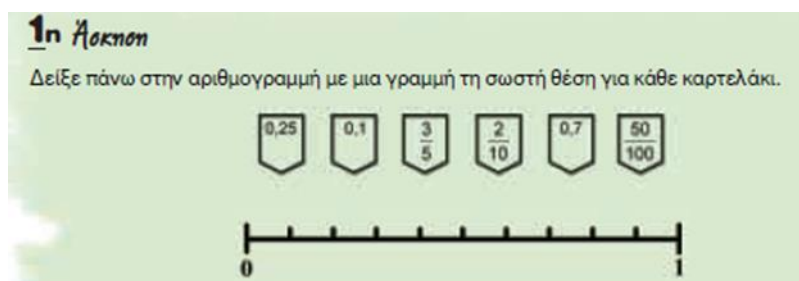 1η Άσκηση
Δείξε πάνω στην αριθμογραμμή με μια γραμμή τη σωστή θέση για κάθε καρτελάκι.
0,25 0,1 3/5 2/10 0,7 50/100
0 1